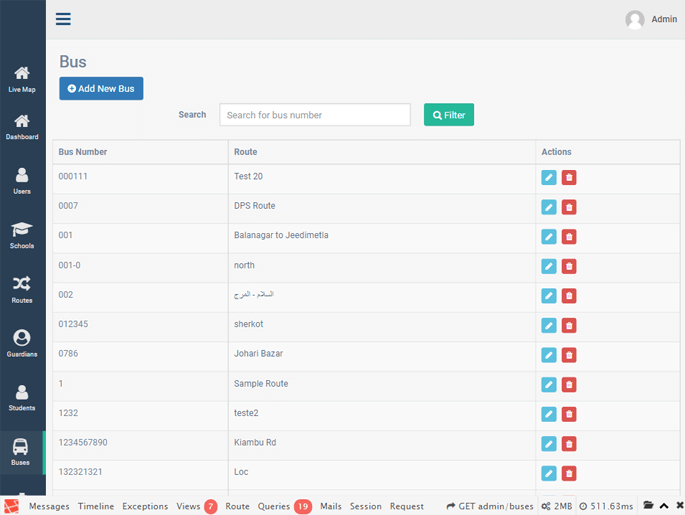 Admin
Bus
Add New Bus
Search Search for bus number Filter
Live Map
Dashboard
Users
Schools
Routes
Guardians
Students
Buses
Bus Number Route Actions
000111 Test 20
0007 DPS Route
001 Balanagar to Jeedimetla
001-0 north
002 السلام - المرج
012345 sherkot
0786 Johari Bazar
1 Sample Route
1232 teste2
1234567890 Kiambu Rd
132321321 Loc
Messages Timeline Exceptions Views 7 Route Queries 19 Mails Session Request GET admin/buses 2MB 511.63ms